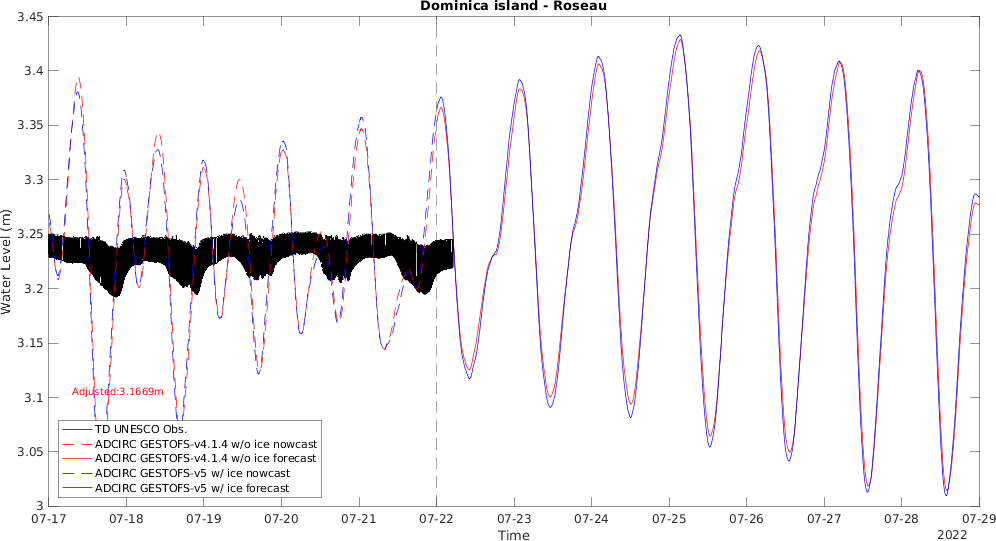 Dominica island - Roseau
3.45
3.4
3.35
3.3
3.25
3.2
3.15
3.1
3.05
3
Water Level (m)
Adjusted:3.1669m
TD UNESCO Obs.
ADCIRC GESTOFS-v4.1.4 w/o ice nowcast
ADCIRC GESTOFS-v4.1.4 w/o ice forecast
ADCIRC GESTOFS-v5 w/ ice nowcast
ADCIRC GESTOFS-v5 w/ ice forecast
07-17 07-18 07-19 07-20 07-21 07-22 07-23 07-24 07-25 07-26 07-27 07-28 07-29
Time
2022